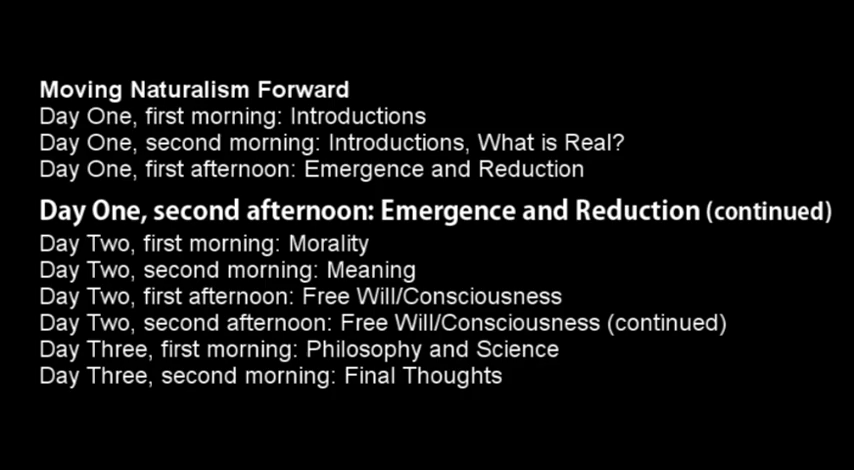 Moving Naturalism Forward
Day One, first morning: Introductions
Day One, second morning: Introductions, What is Real?
Day One, first afternoon: Emergence and Reduction
Day One, second afternoon: Emergence and Reduction (continued)
Day Two, first morning: Morality
Day Two, second morning: Meaning
Day Two, first afternoon: Free Will/Consciousness
Day Two, second afternoon: Free Will/Consciousness (continued)
Day Three, first morning: Philosophy and Science
Day Three, second morning: Final Thoughts